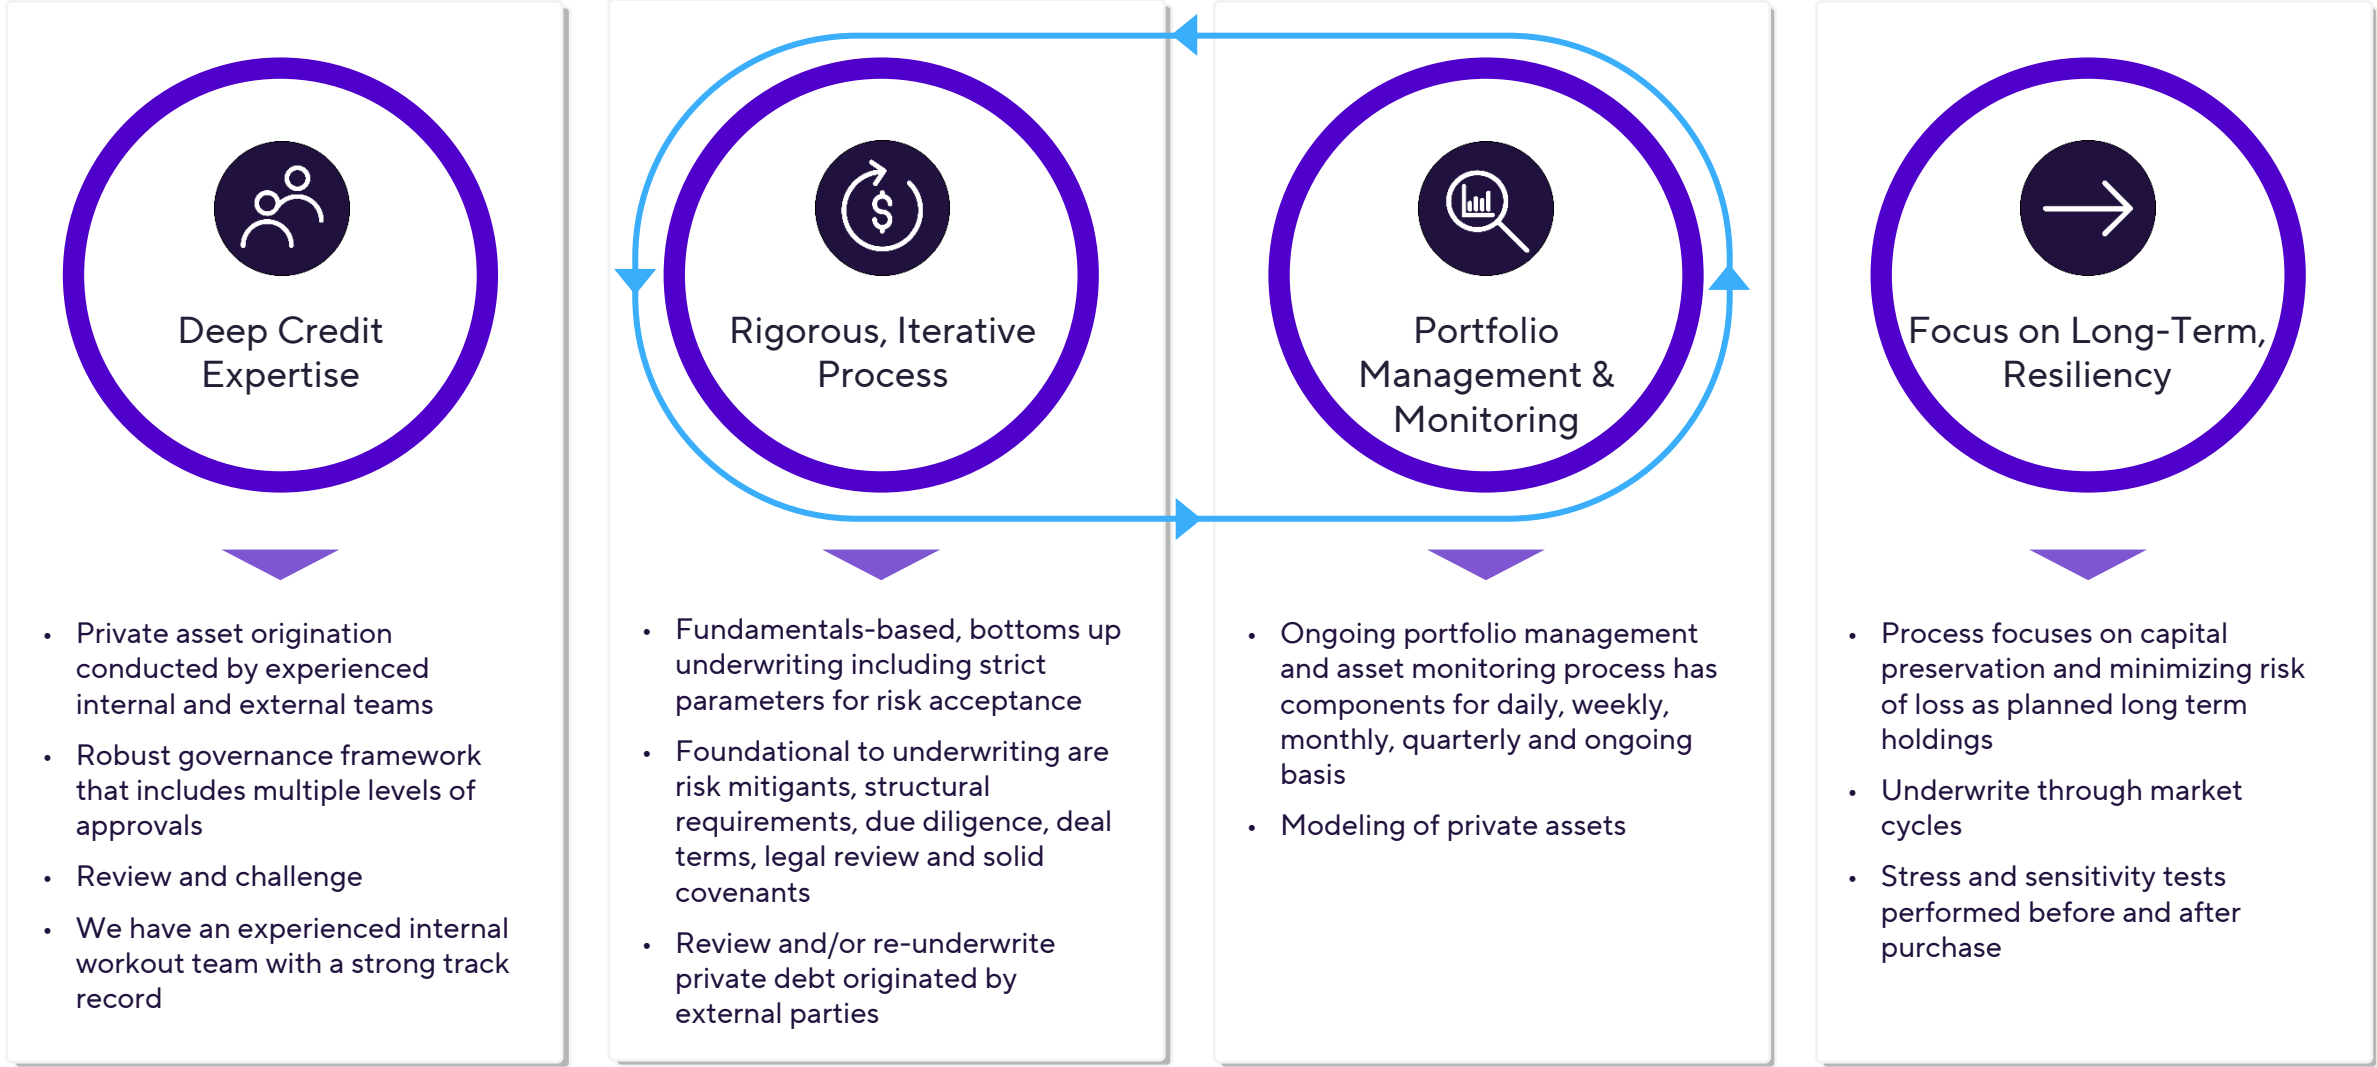 Deep Credit
Expertise
• Private asset origination
conducted by experienced
internal and external teams
• Robust governance framework
that includes multiple levels of
approvals
• Review and challenge
• We have an experienced internal
workout team with a strong track
record
$
Rigorous, Iterative
Process
• Fundamentals-based, bottoms up
underwriting including strict
parameters for risk acceptance
• Foundational to underwriting are
risk mitigants, structural
requirements, due diligence, deal
terms, legal review and solid
covenants
• Review and/or re-underwrite
private debt originated by
external parties
Portfolio
Management &
Monitoring
• Ongoing portfolio management
and asset monitoring process has
components for daily, weekly,
monthly, quarterly and ongoing
basis
• Modeling of private assets
Focus on Long-Term,
Resiliency
• Process focuses on capital
preservation and minimizing risk
of loss as planned long term
holdings
• Underwrite through market
cycles
• Stress and sensitivity tests
performed before and after
purchase